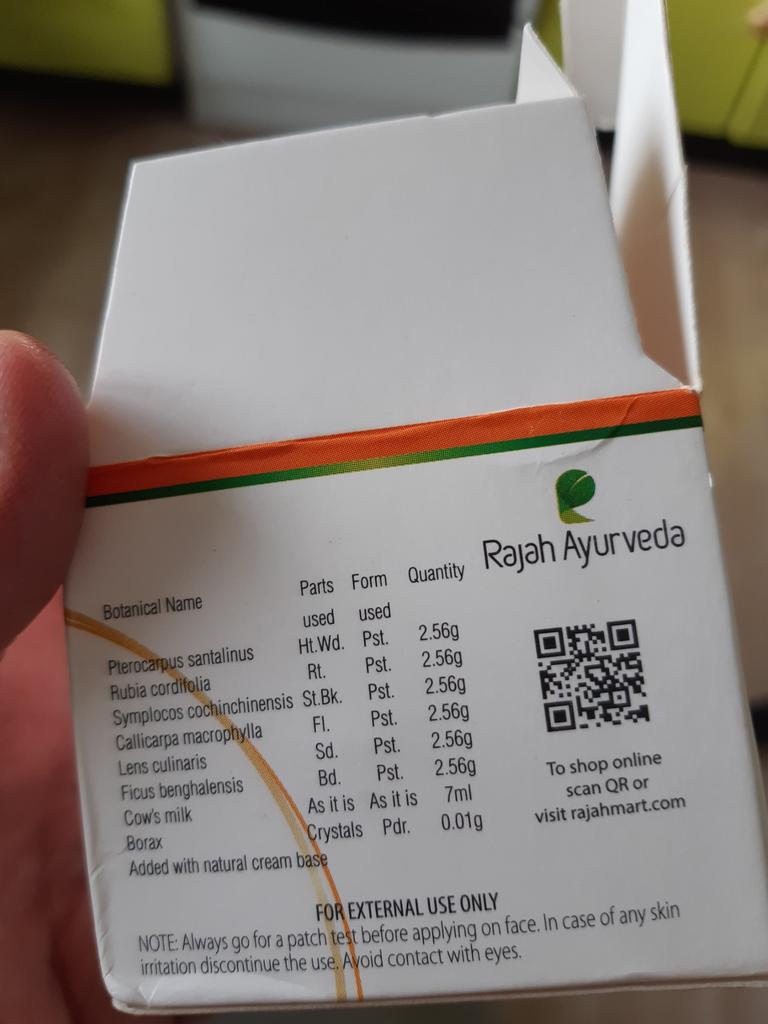 Rajah Ayurveda
Botanical Name Parts used Form used Quantity
Pterocarpus santalinus Ht.Wd. Pst. 2.56g
Rubia cordifolia Rt. Pst. 2.56g
Symplocos cochinchinensis St.Bk. Pst. 2.56g
Callicarpa macrophylla Fl. Pst. 2.56g
Lens culinaris Sd. Pst. 2.56g
Ficus benghalensis Bd. Pst. 2.56g
Cow's milk As it is As it is 7ml
Borax Crystals Pdr. 0.01g
Added with natural cream base
To shop online
scan QR or
visit rajahmart.com
FOR EXTERNAL USE ONLY
NOTE: Always go for a patch test before applying on face. In case of any skin
irritation discontinue the use. Avoid contact with eyes.